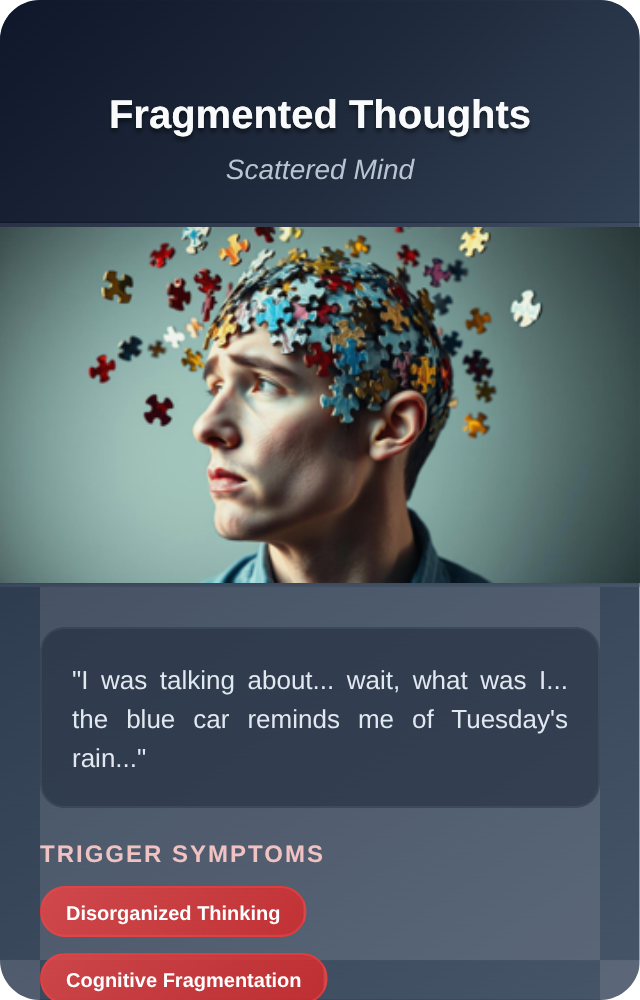 Fragmented Thoughts
Scattered Mind
"I was talking about... wait, what was I...
the blue car reminds me of Tuesday's
rain..."
TRIGGER SYMPTOMS
Disorganized Thinking
Cognitive Fragmentation